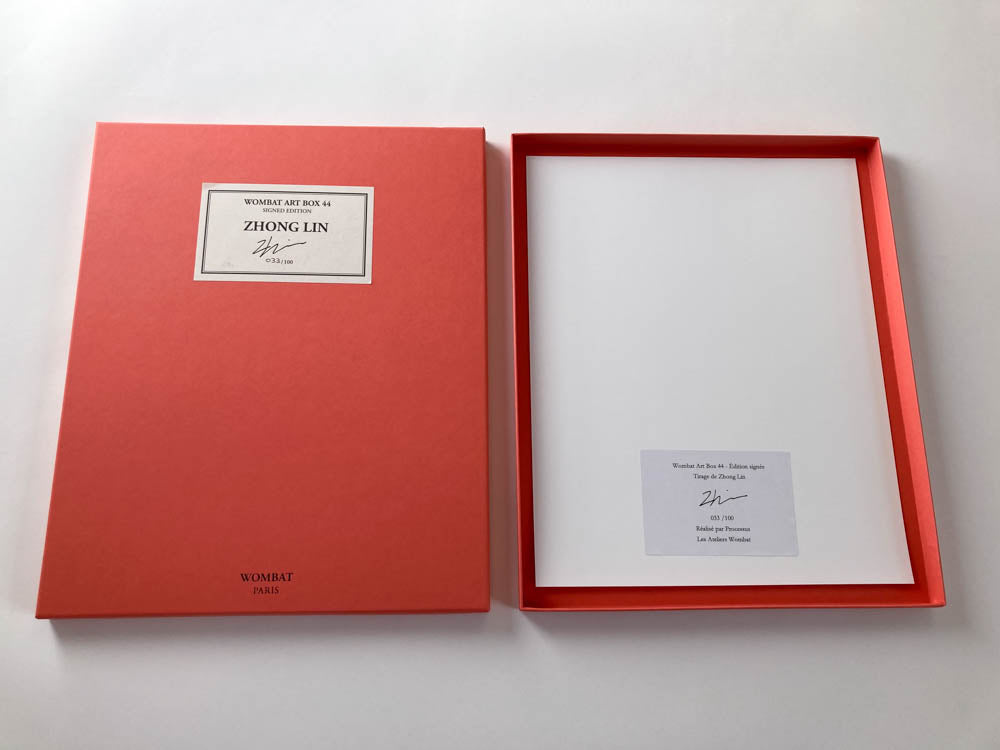 WOMBAT ART BOX 44
SIGNED EDITION
ZHONG LIN
033/100
WOMBAT
PARIS
Wombat Art Box 44 - Édition signée
Tirage de Zhong Lin
033 /100
Réalisé par Processus
Les Ateliers Wombat